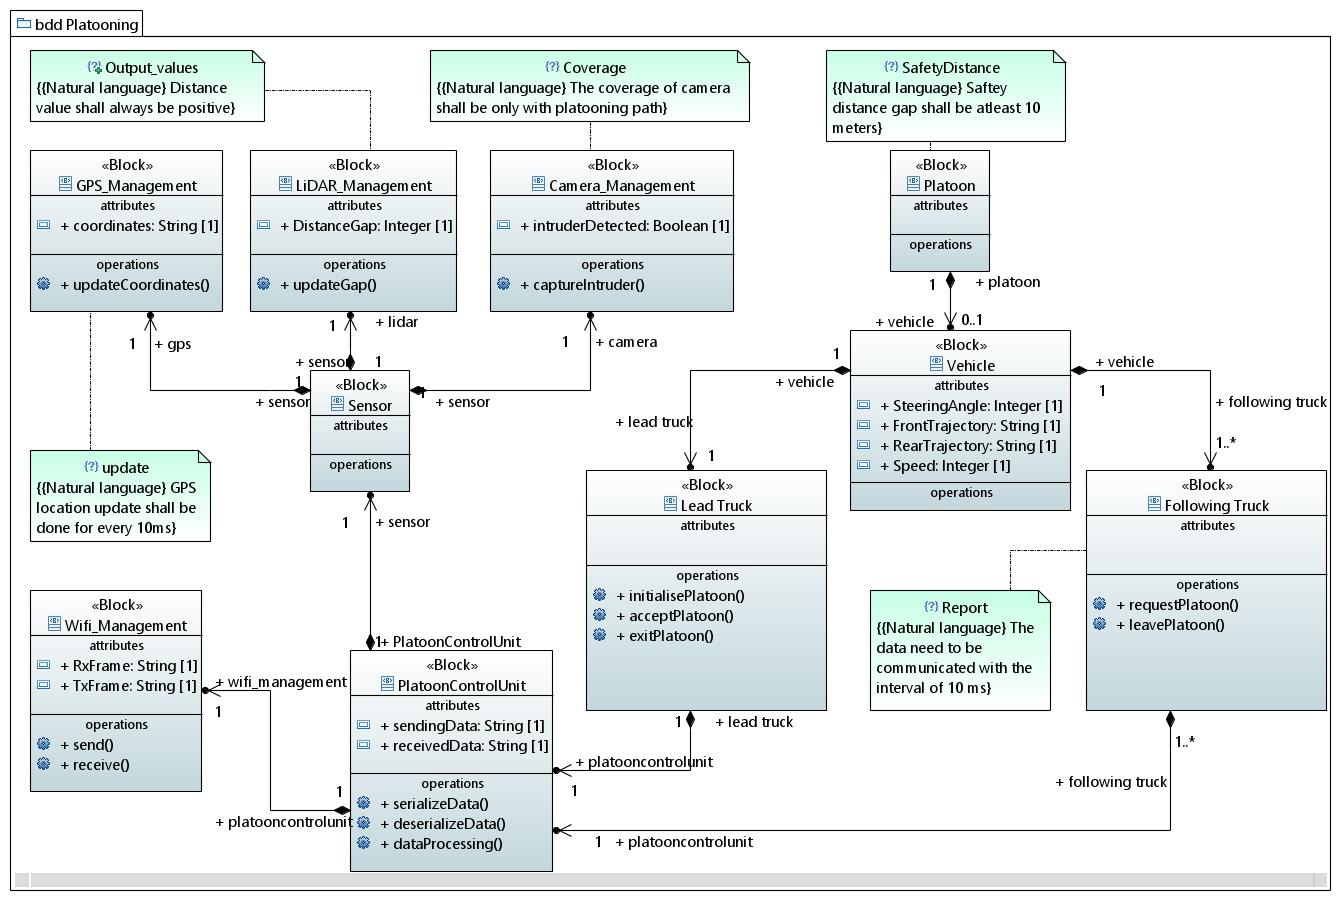 bdd Platooning
Output_values
{{Natural language} Distance
value shall always be positive}
Coverage
{{Natural language} The coverage of camera
shall be only with platooning path}
SafetyDistance
{{Natural language} Saftey
distance gap shall be atleast 10
meters}
«Block»
GPS_Management
attributes
+ coordinates: String [1]
operations
+ updateCoordinates()
«Block»
LiDAR_Management
attributes
+ DistanceGap: Integer [1]
operations
+ updateGap()
«Block»
Camera_Management
attributes
+ intruderDetected: Boolean [1]
operations
+ captureIntruder()
«Block»
Platoon
attributes
operations
1
+ platoon
+ vehicle
0..1
1
+ gps
1
+ lidar
1
+ camera
+ sensor
1
1
+ sensor
1
+ sensor
«Block»
Sensor
attributes
operations
«Block»
Vehicle
attributes
+ SteeringAngle: Integer [1]
+ FrontTrajectory: String [1]
+ RearTrajectory: String [1]
+ Speed: Integer [1]
operations
1
+ vehicle
+ vehicle
1
+ lead truck
1
+ following truck
1..*
update
{{Natural language} GPS
location update shall be
done for every 10ms}
1
+ sensor
«Block»
Lead Truck
attributes
operations
+ initialisePlatoon()
+ acceptPlatoon()
+ exitPlatoon()
«Block»
Following Truck
attributes
operations
+ requestPlatoon()
+ leavePlatoon()
Report
{{Natural language} The
data need to be
communicated with the
interval of 10 ms}
«Block»
Wifi_Management
attributes
+ RxFrame: String [1]
+ TxFrame: String [1]
operations
+ send()
+ receive()
1
+ PlatoonControlUnit
«Block»
PlatoonControlUnit
attributes
+ sendingData: String [1]
+ receivedData: String [1]
operations
+ serializeData()
+ deserializeData()
+ dataProcessing()
+ wifi_management
1
1
+ platooncontrolunit
1
+ lead truck
+ platooncontrolunit
1
1..*
+ following truck
1
+ platooncontrolunit